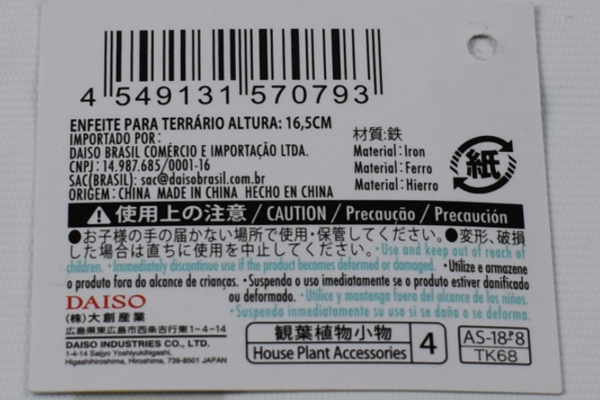 4 549131 570793
ENFEITE PARA TERRÁRIO ALTURA: 16,5CM
IMPORTADO POR:
DAISO BRASIL COMÉRCIO E IMPORTAÇÃO LTDA.
CNPJ: 14.987.685/0001-16
SAC(BRASIL): sac@daisobrasil.com.br
ORIGEM: CHINA MADE IN CHINA HECHO EN CHINA
材質:鉄
Material: Iron
Material: Ferro
Material: Hierro
紙
使用上の注意 / CAUTION / Precaução / Precaución
●お子様の手の届かない場所で使用・保管してください。●変形、破損
した場合は直ちに使用を中止してください。・Use and keep out of reach of
children. ・Immediately discontinue use if the product becomes deformed or damaged. ・Utilize e armazene
o produto fora do alcance de crianças. ・Suspenda o uso imediatamente se o produto estiver danificado
ou deformado. ・Utilice y mantenga fuera del alcance de los niños.
・Suspenda inmediatamente su uso si se daña o se deforma.
DAISO
(株)大創産業
広島県東広島市西条吉行東1-4-14
DAISO INDUSTRIES CO., LTD.
1-4-14 Saijyo Yoshiyukihigashi,
Higashihiroshima, Hiroshima, 739-8501 JAPAN
観葉植物小物
House Plant Accessories
4
TK68